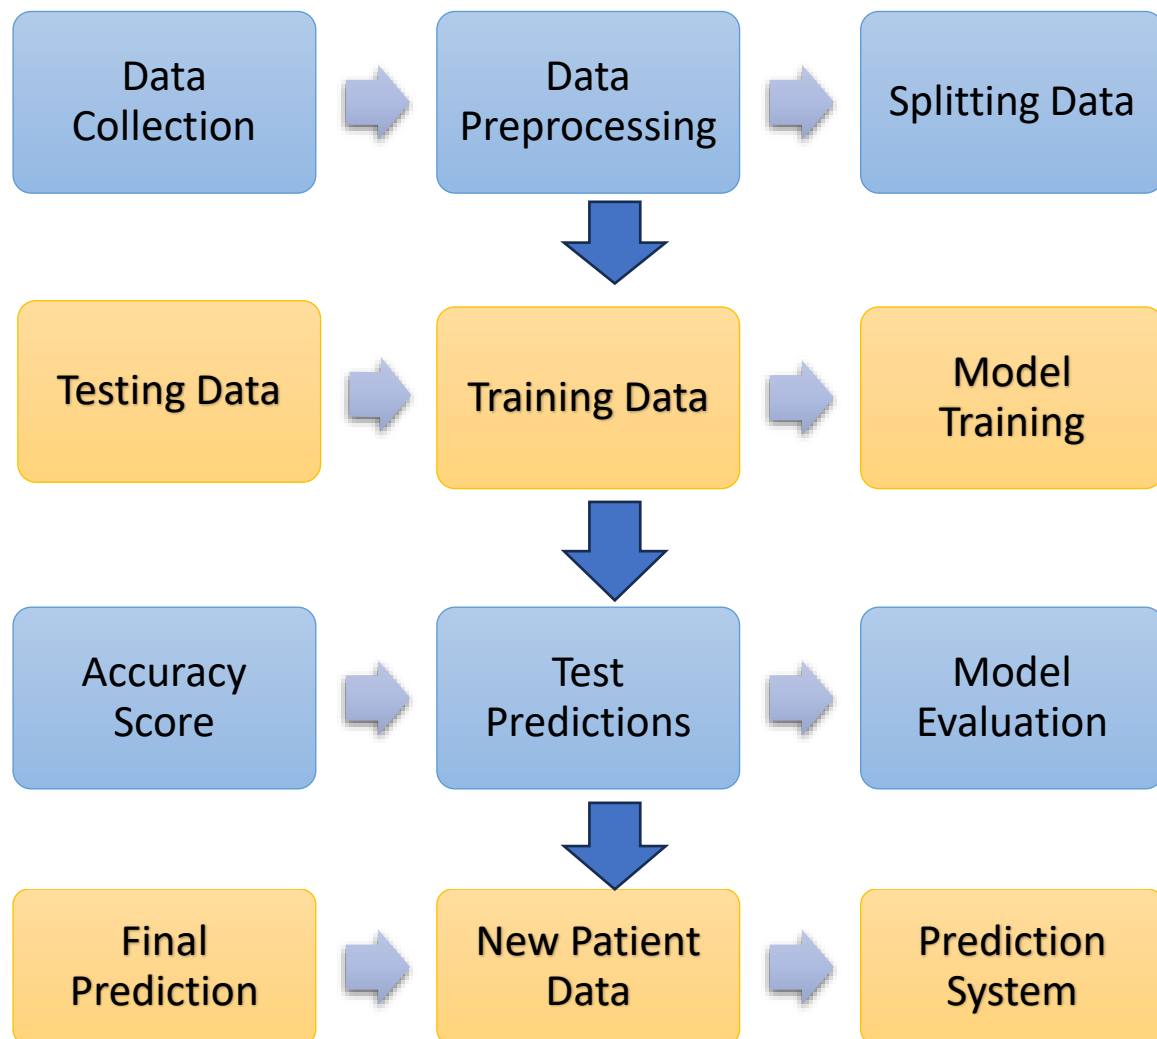 Data
Collection
Data
Preprocessing
Splitting Data
Testing Data
Training Data
Model
Training
Accuracy
Score
Test
Predictions
Model
Evaluation
Final
Prediction
New Patient
Data
Prediction
System